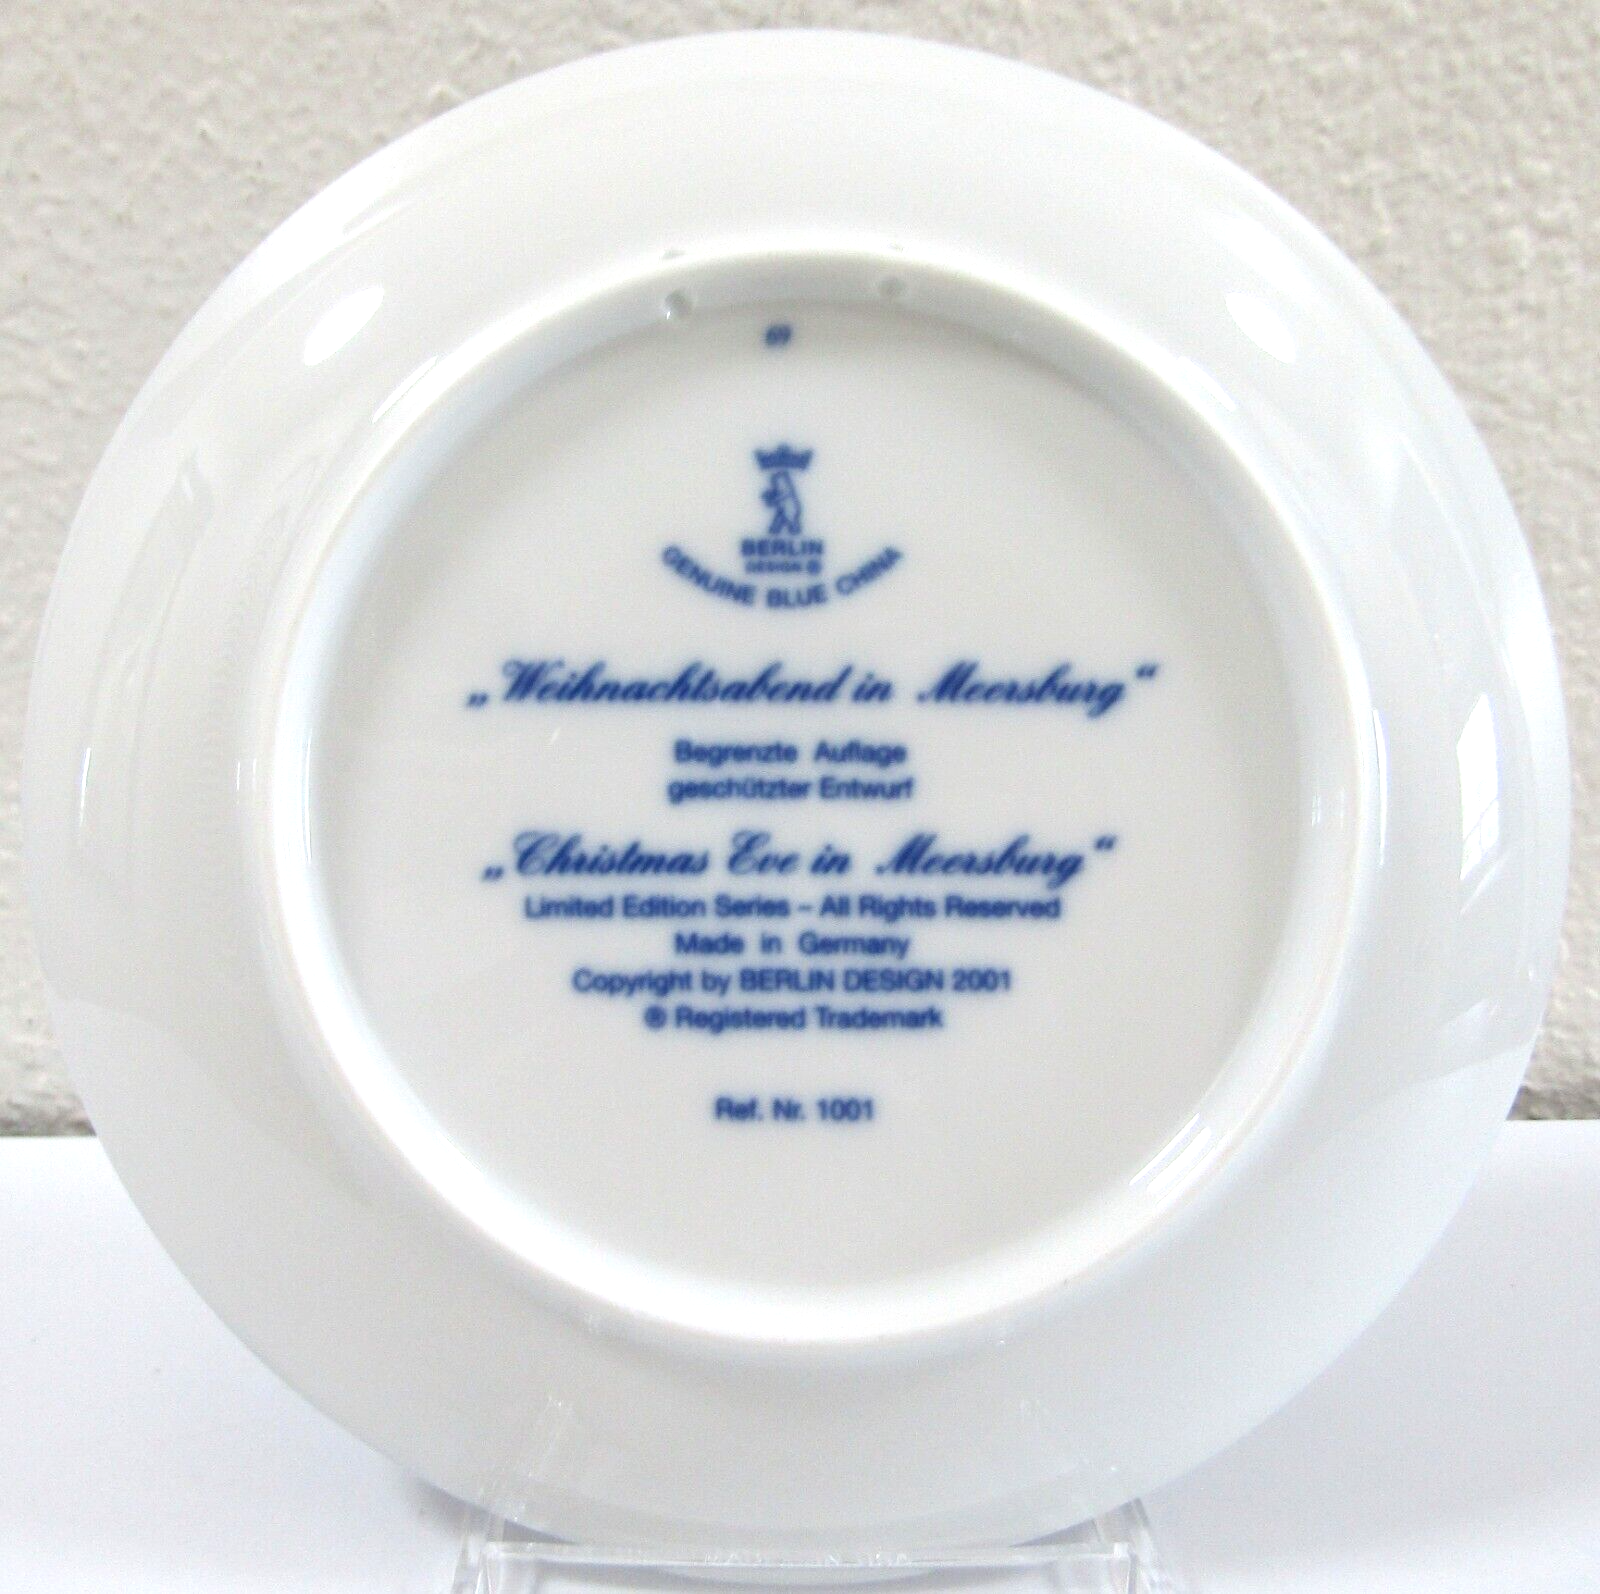 69
BERLIN
DESIGN ®
GENUINE BLUE CHINA
„Weihnachtsabend in Meersburg“
Begrenzte Auflage
geschützter Entwurf
„Christmas Eve in Meersburg“
Limited Edition Series – All Rights Reserved
Made in Germany
Copyright by BERLIN DESIGN 2001
® Registered Trademark
Ref. Nr. 1001